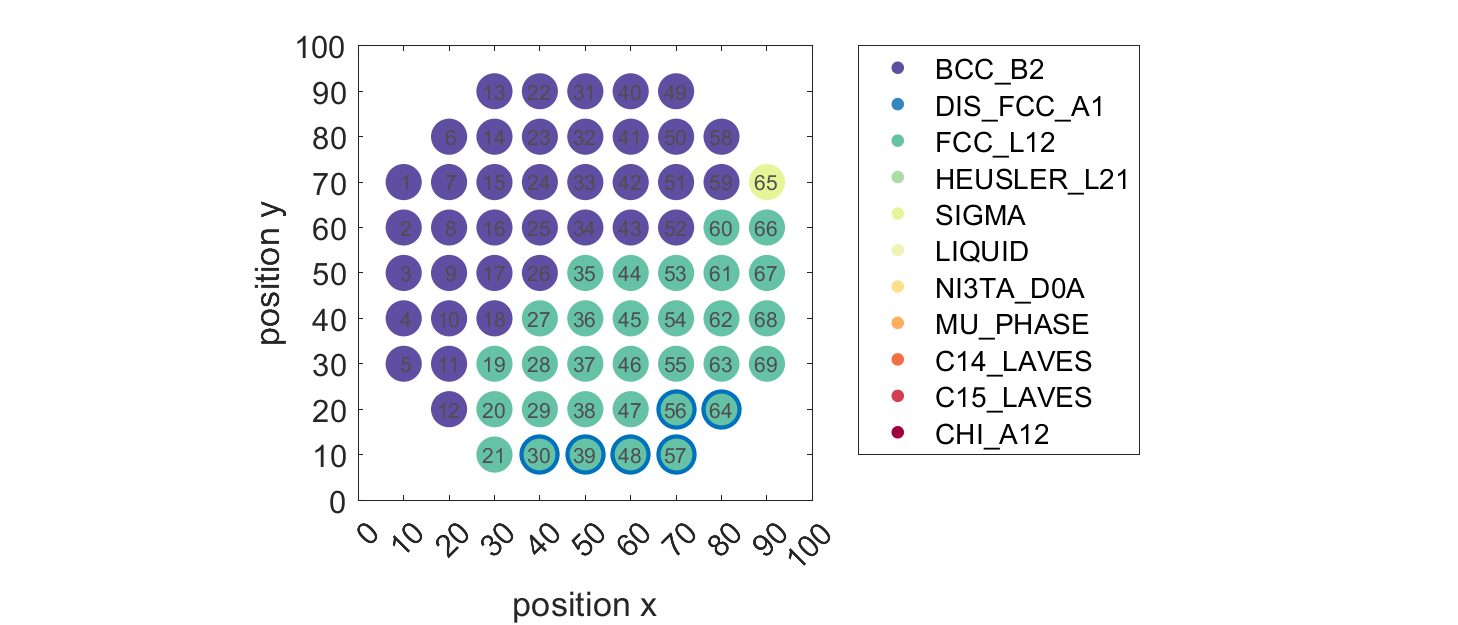 100
90
80
70
60
50
40
30
20
10
0
position y
13 22 31 40 49
6 14 23 32 41 50 58
1 7 15 24 33 42 51 59 65
2 8 16 25 34 43 52 60 66
3 9 17 26 35 44 53 61 67
4 10 18 27 36 45 54 62 68
5 11 19 28 37 46 55 63 69
12 20 29 38 47 56 64
21 30 39 48 57
0 10 20 30 40 50 60 70 80 90 100
position x
BCC_B2
DIS_FCC_A1
FCC_L12
HEUSLER_L21
SIGMA
LIQUID
NI3TA_D0A
MU_PHASE
C14_LAVES
C15_LAVES
CHI_A12